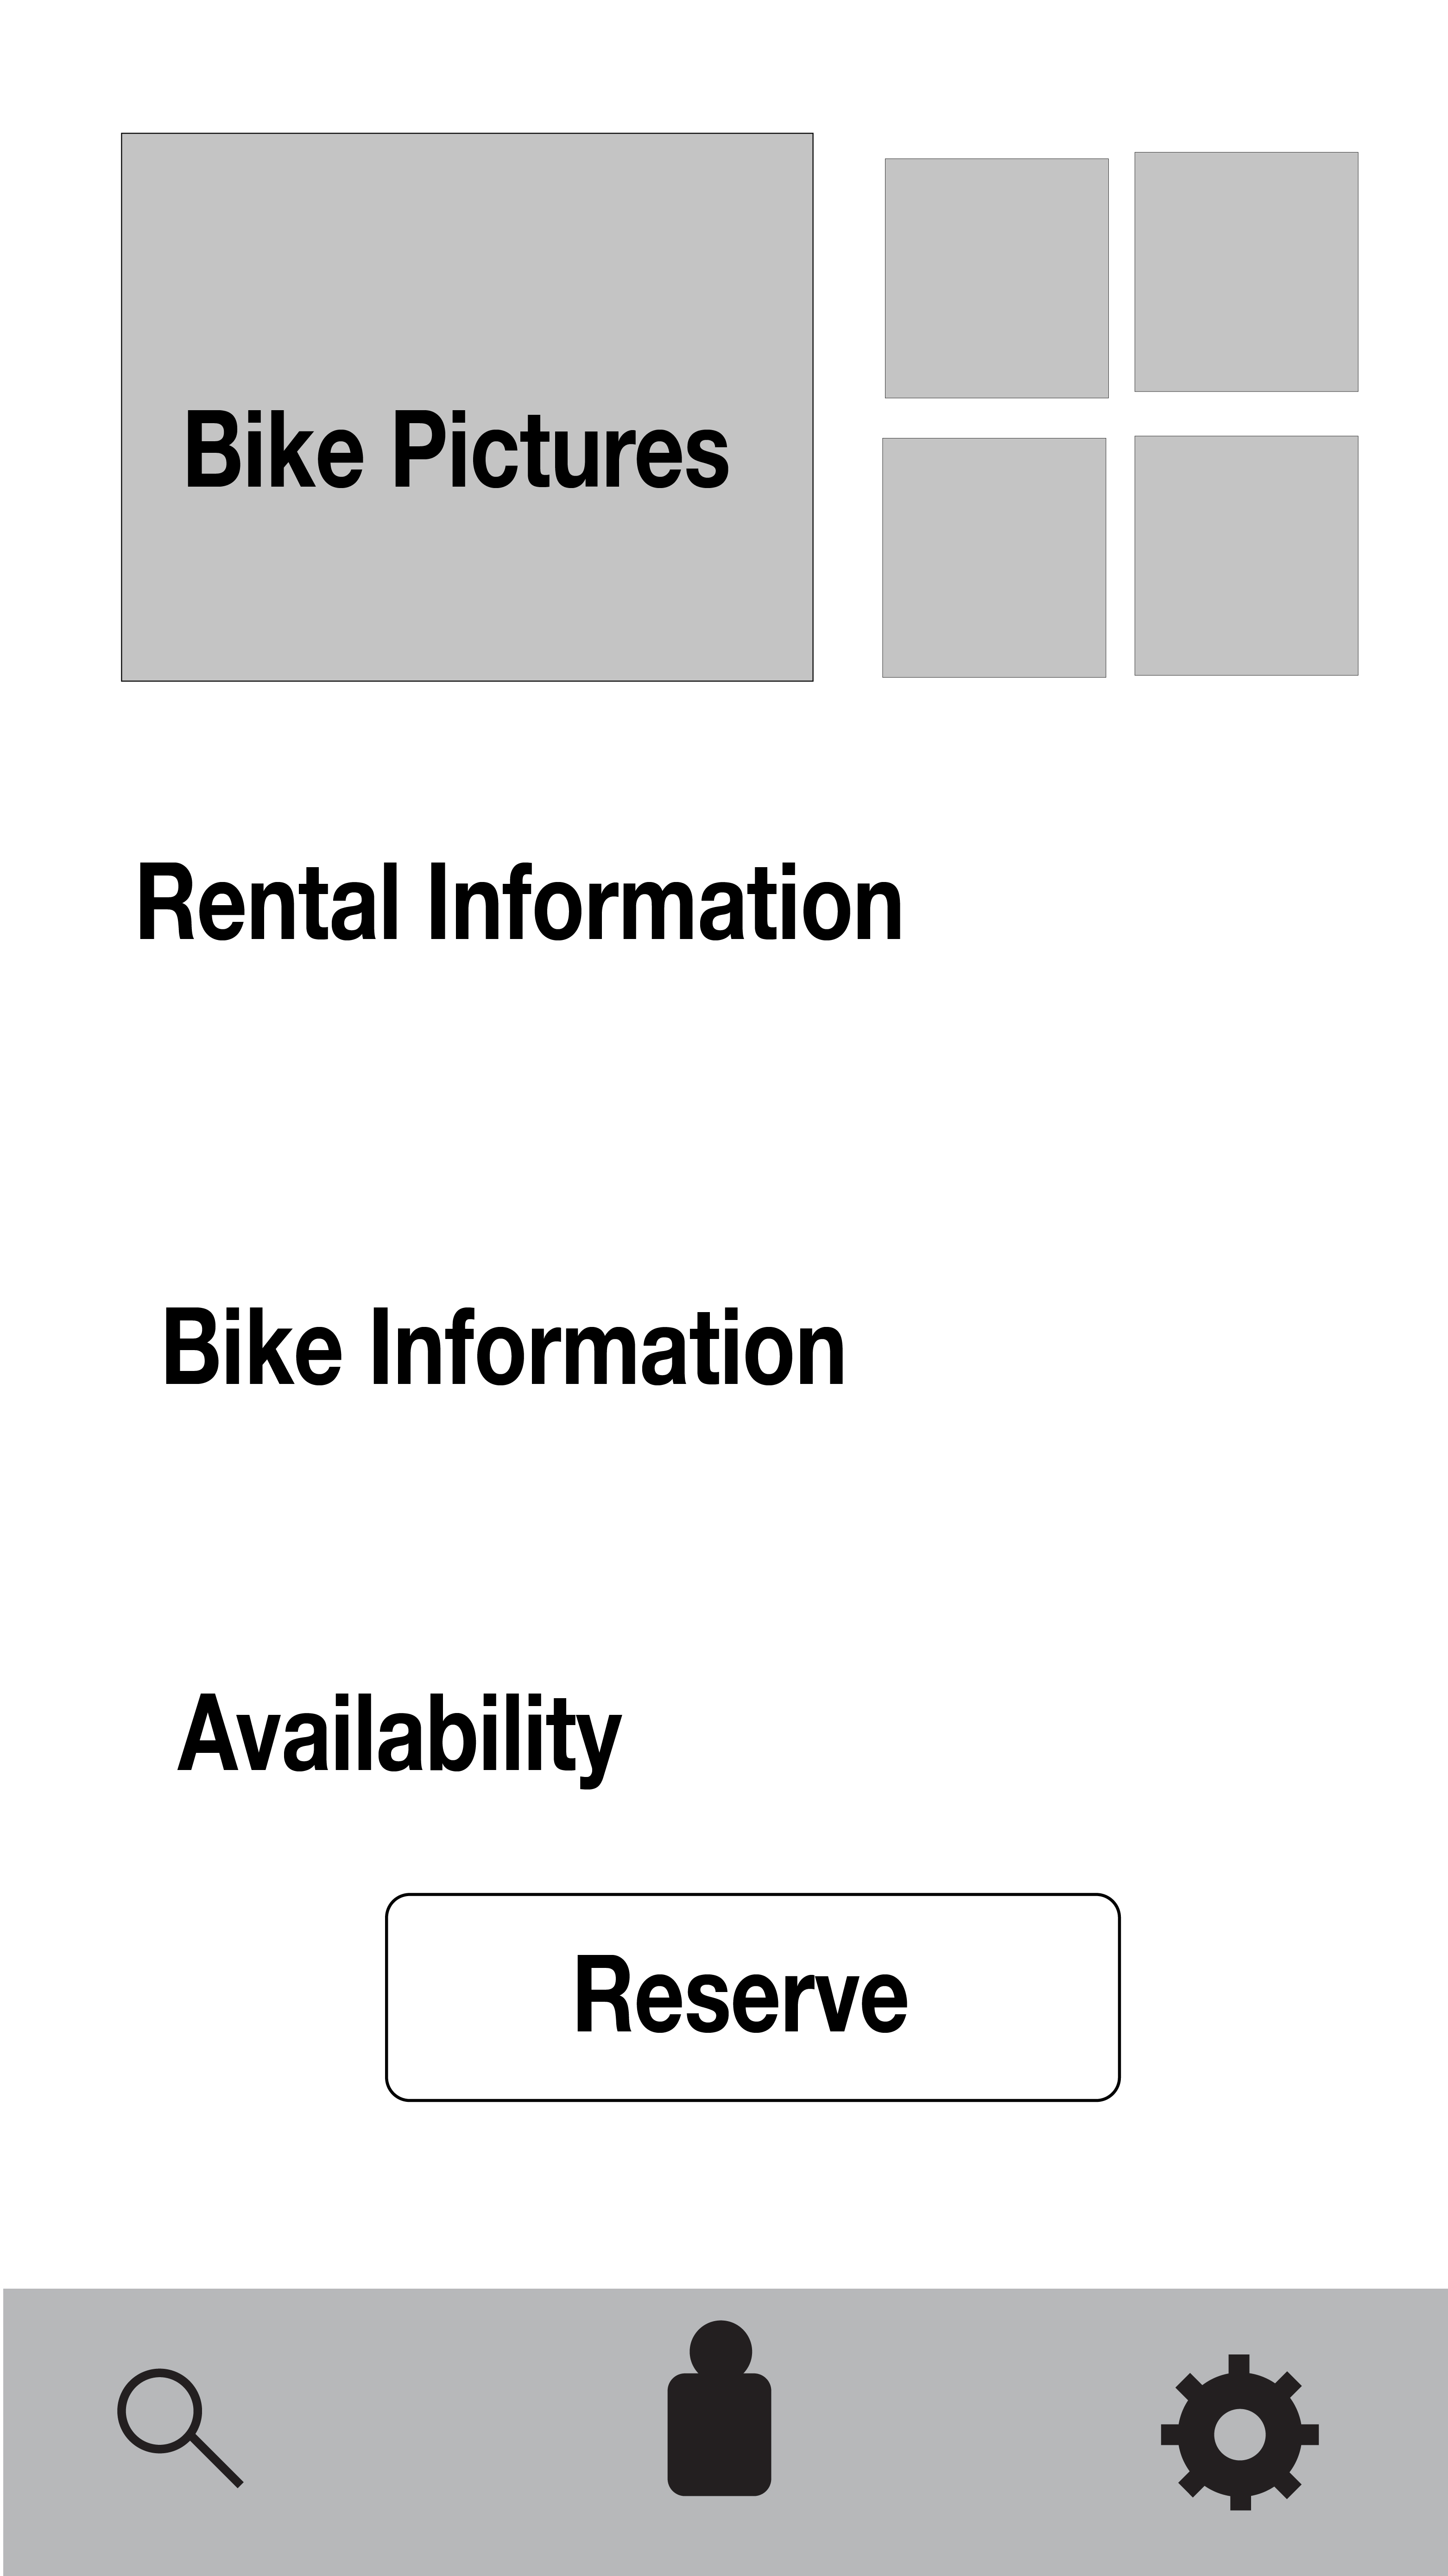 Bike Pictures
Rental Information
Bike Information
Availability
Reserve